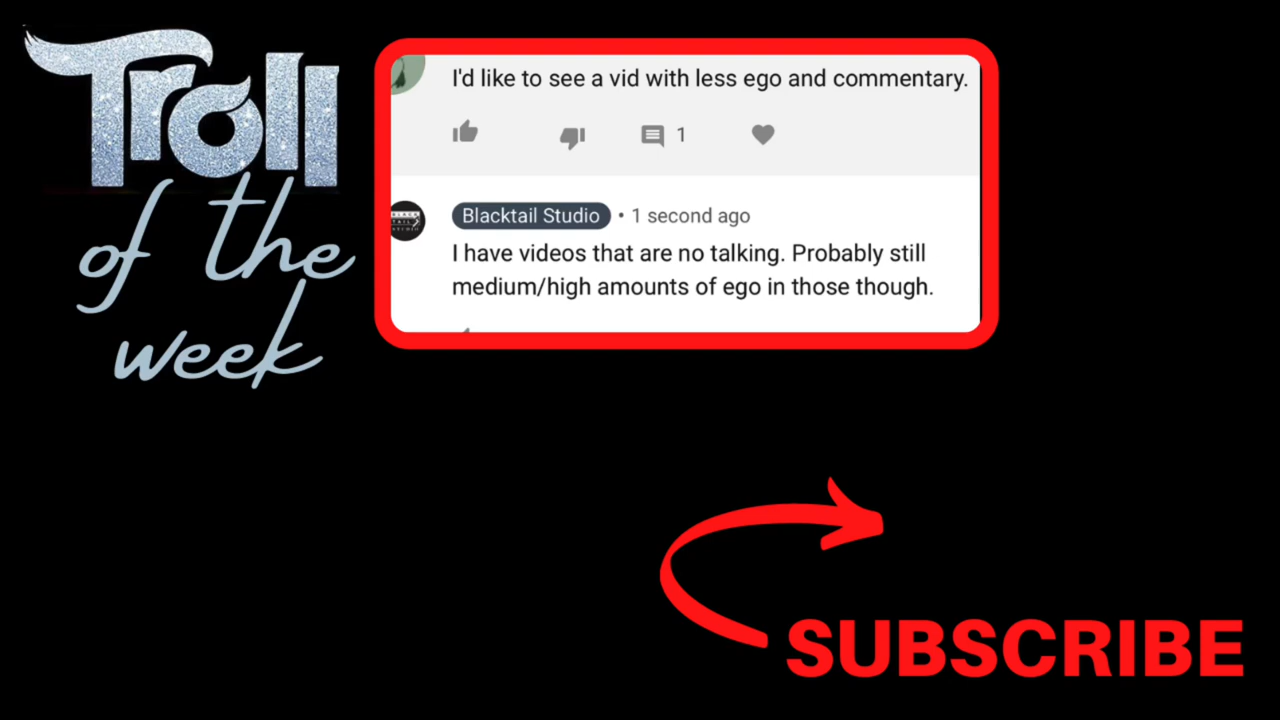 Troll
of the
week
I'd like to see a vid with less ego and commentary.
1
Blacktail Studio • 1 second ago
I have videos that are no talking. Probably still
medium/high amounts of ego in those though.
SUBSCRIBE